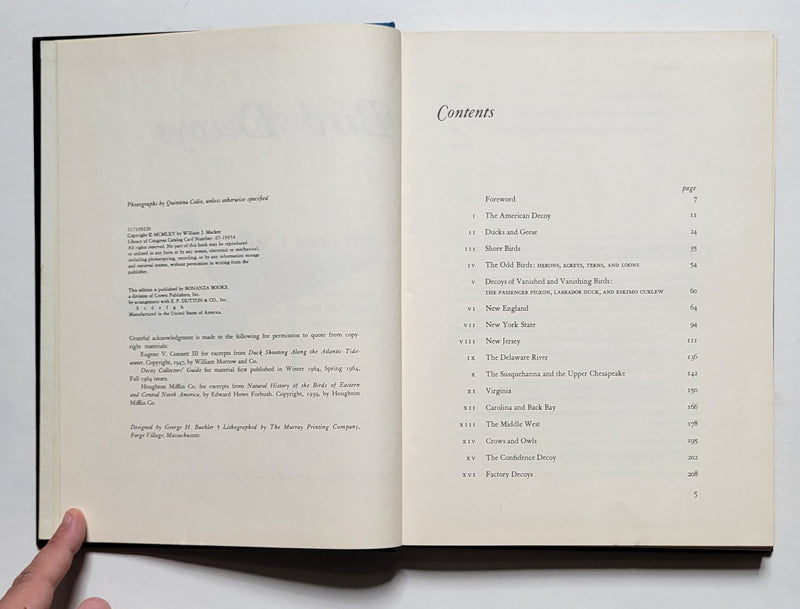 Photographs by Quintina Colio, unless otherwise specified
517109220
Copyright © MCMLXV by William J. Mackey
Library of Congress Catalog Card Number: 65-19954
All rights reserved. No part of this book may be reproduced
or utilized in any form or by any means, electronic or mechanical,
including photocopying, recording, or by any information storage
and retrieval system, without permission in writing from the
publisher.
This edition is published by BONANZA BOOKS,
a division of Crown Publishers, Inc.
by arrangement with E. P. DUTTON & CO., Inc.
b c d e f g h
Manufactured in the United States of America.
Grateful acknowledgment is made to the following for permission to quote from copy-
right materials:
Eugene V. Connett III for excerpts from Duck Shooting Along the Atlantic Tide-
water. Copyright, 1947, by William Morrow and Co.
Decoy Collectors' Guide for material first published in Winter 1964, Spring 1964,
Fall 1964 issues.
Houghton Mifflin Co. for excerpts from Natural History of the Birds of Eastern
and Central North America, by Edward Howe Forbush. Copyright, 1939, by Houghton
Mifflin Co.
Designed by George H. Buehler † Lithographed by The Murray Printing Company,
Forge Village, Massachusetts
Bird Decoys
Contents
page
Foreword 7
I The American Decoy 11
II Ducks and Geese 24
III Shore Birds 35
IV The Odd Birds: HERONS, EGRETS, TERNS, AND LOONS 54
V Decoys of Vanished and Vanishing Birds:
THE PASSENGER PIGEON, LABRADOR DUCK, AND ESKIMO CURLEW 60
VI New England 64
VII New York State 94
VIII New Jersey 111
IX The Delaware River 136
X The Susquehanna and the Upper Chesapeake 142
XI Virginia 150
XII Carolina and Back Bay 166
XIII The Middle West 178
XIV Crows and Owls 195
XV The Confidence Decoy 202
XVI Factory Decoys 208
5